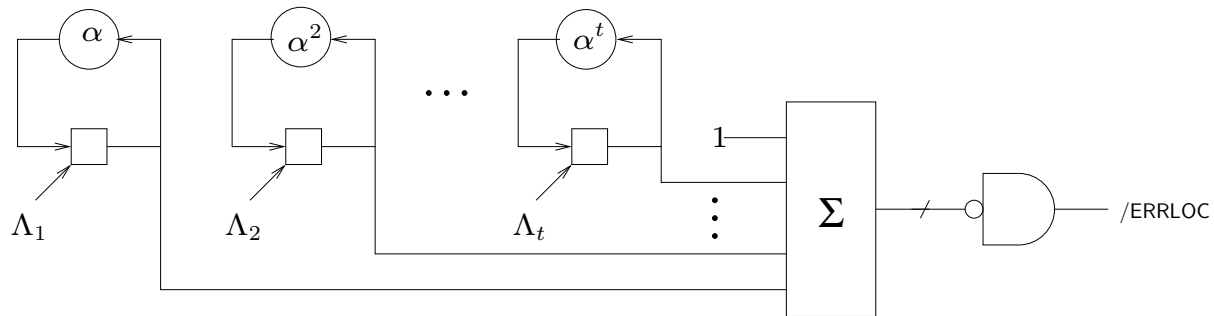 α
α²
αᵗ
...
1
Σ
/ERRLOC
Λ₁
Λ₂
Λₜ